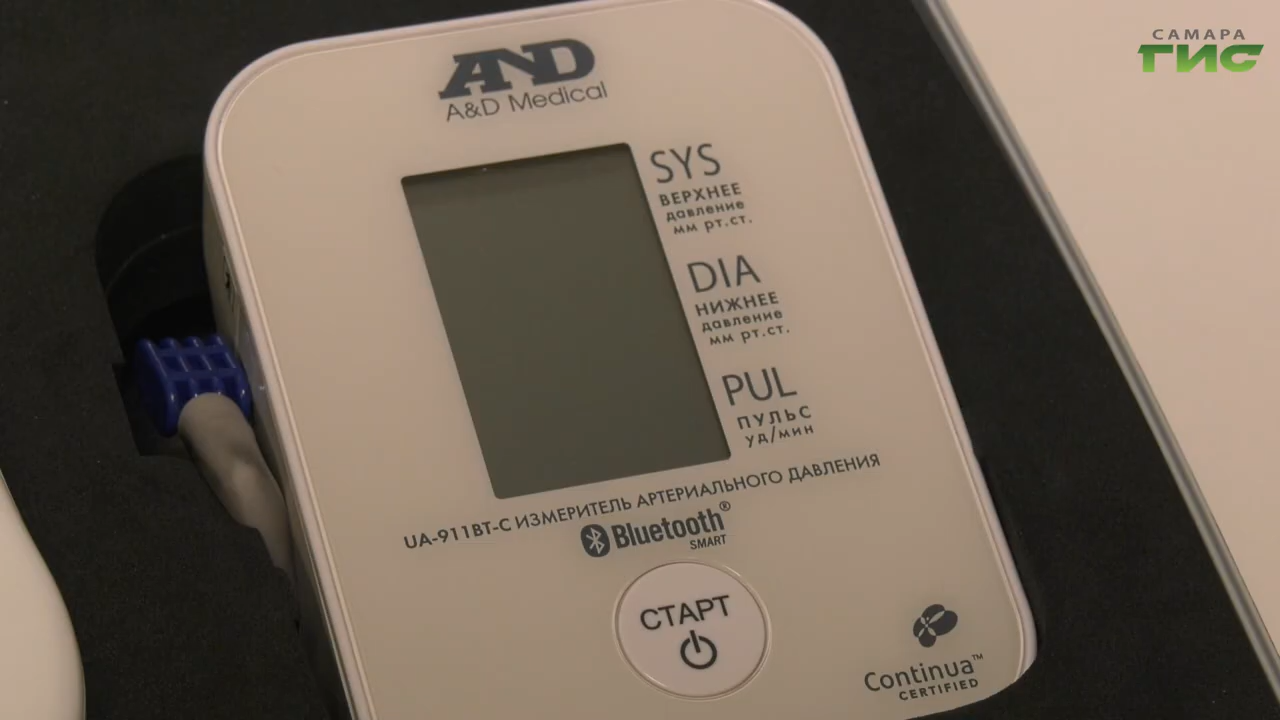 САМАРА
ГИС
AND
A&D Medical
SYS
ВЕРХНЕЕ
давление
мм рт.ст.
DIA
НИЖНЕЕ
давление
мм рт.ст.
PUL
ПУЛЬС
уд/мин
UA-911BT-C ИЗМЕРИТЕЛЬ АРТЕРИАЛЬНОГО ДАВЛЕНИЯ
Bluetooth®
SMART
СТАРТ
Continua™
CERTIFIED